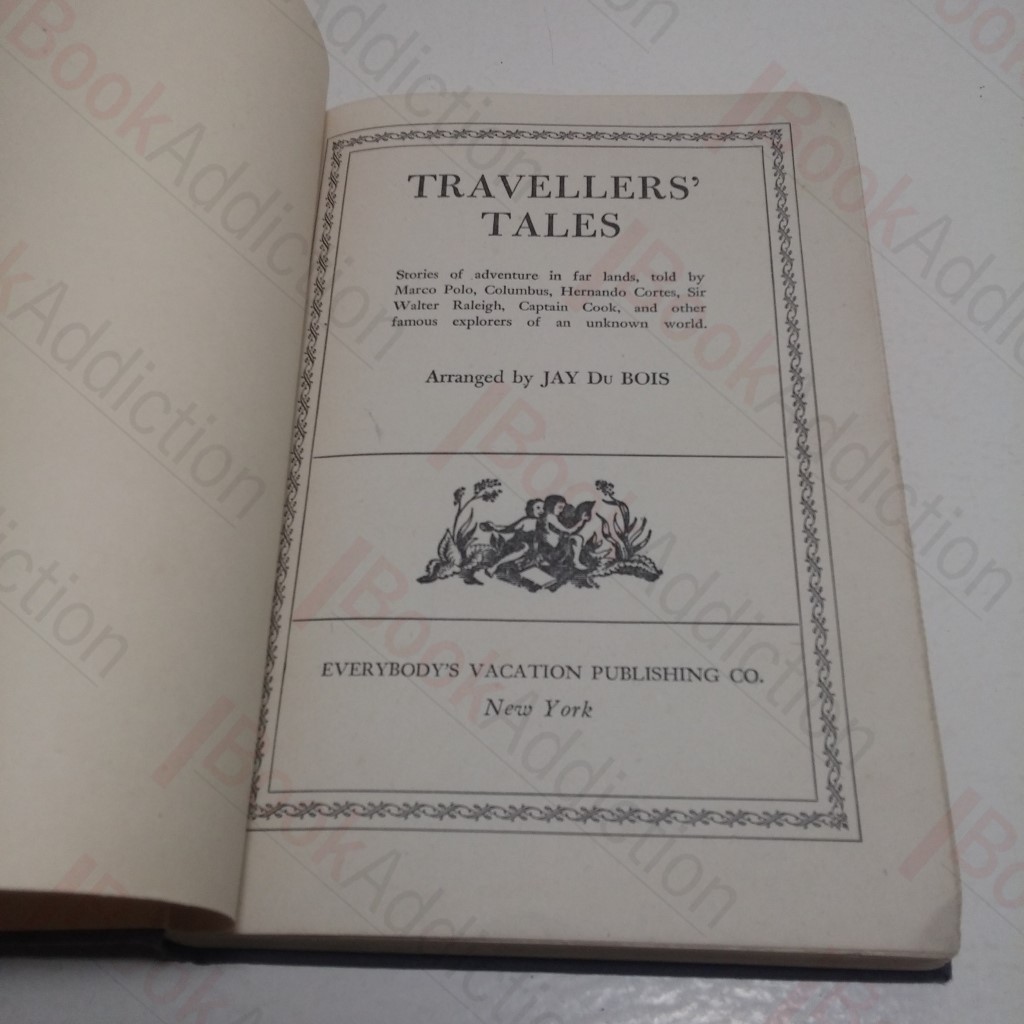 TRAVELLERS'
TALES
Stories of adventure in far lands, told by
Marco Polo, Columbus, Hernando Cortes, Sir
Walter Raleigh, Captain Cook, and other
famous explorers of an unknown world.
Arranged by JAY Du BOIS
EVERYBODY'S VACATION PUBLISHING CO.
New York
BookAddiction